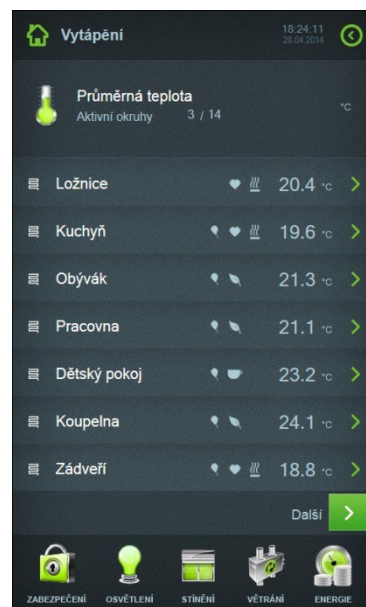 Vytápění
18:24:11
28.04.2014
Průměrná teplota
Aktivní okruhy 3 / 14
°C
Ložnice 20.4 °C
Kuchyň 19.6 °C
Obývák 21.3 °C
Pracovna 21.1 °C
Dětský pokoj 23.2 °C
Koupelna 24.1 °C
Zádveří 18.8 °C
Další
ZABEZPEČENÍ OSVĚTLENÍ STÍNĚNÍ VĚTRÁNÍ ENERGIE